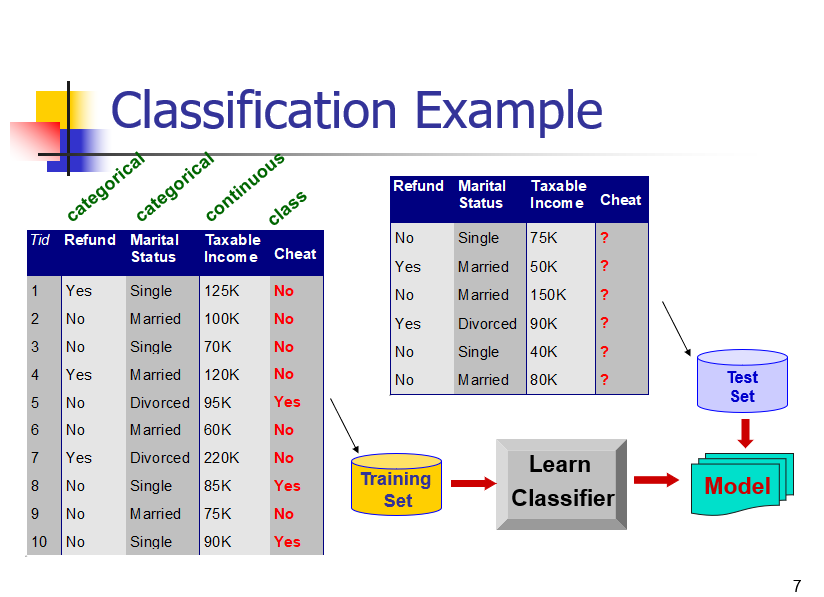 Classification Example
categorical
categorical
continuous
class
Tid Refund Marital Status Taxable Income Cheat
1 Yes Single 125K No
2 No Married 100K No
3 No Single 70K No
4 Yes Married 120K No
5 No Divorced 95K Yes
6 No Married 60K No
7 Yes Divorced 220K No
8 No Single 85K Yes
9 No Married 75K No
10 No Single 90K Yes
Refund Marital Status Taxable Income Cheat
No Single 75K ?
Yes Married 50K ?
No Married 150K ?
Yes Divorced 90K ?
No Single 40K ?
No Married 80K ?
Test
Set
Training
Set
Learn
Classifier
Model
7